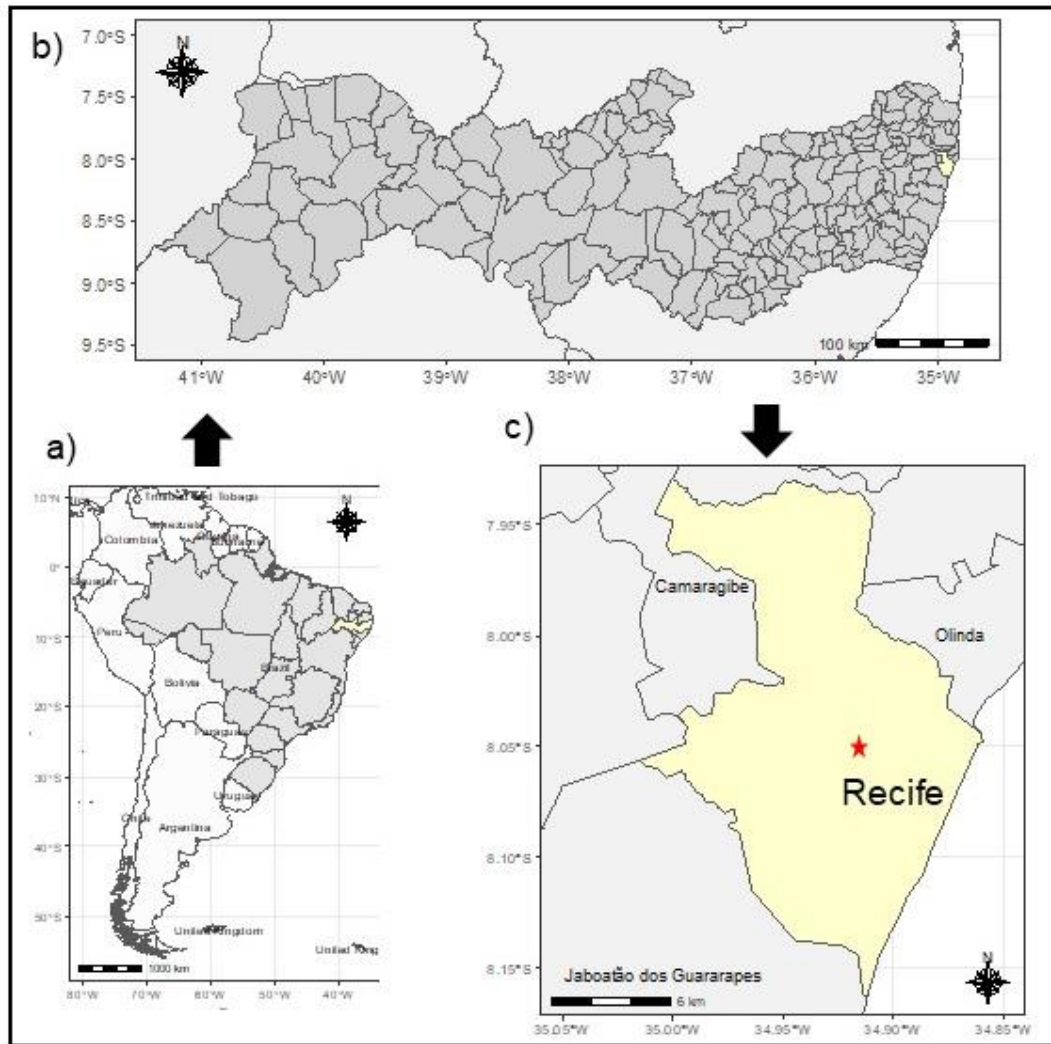 b)
N
7.0°S
7.5°S
8.0°S
8.5°S
9.0°S
9.5°S
100 km
41°W 40°W 39°W 38°W 37°W 36°W 35°W
a)
N
10°N
0°
10°S
20°S
30°S
40°S
50°S
Trinidad and Tobago
Venezuela
Colombia
Ecuador
Peru
Brazil
Bolivia
Paraguay
Uruguay
Chile
Argentina
United Kingdom
United King
1000 km
80°W 70°W 60°W 50°W 40°W
c)
7.95°S
8.00°S
8.05°S
8.10°S
8.15°S
Camaragibe
Olinda
Recife
N
Jaboatão dos Guararapes
6 km
35.05°W 35.00°W 34.95°W 34.90°W 34.85°W